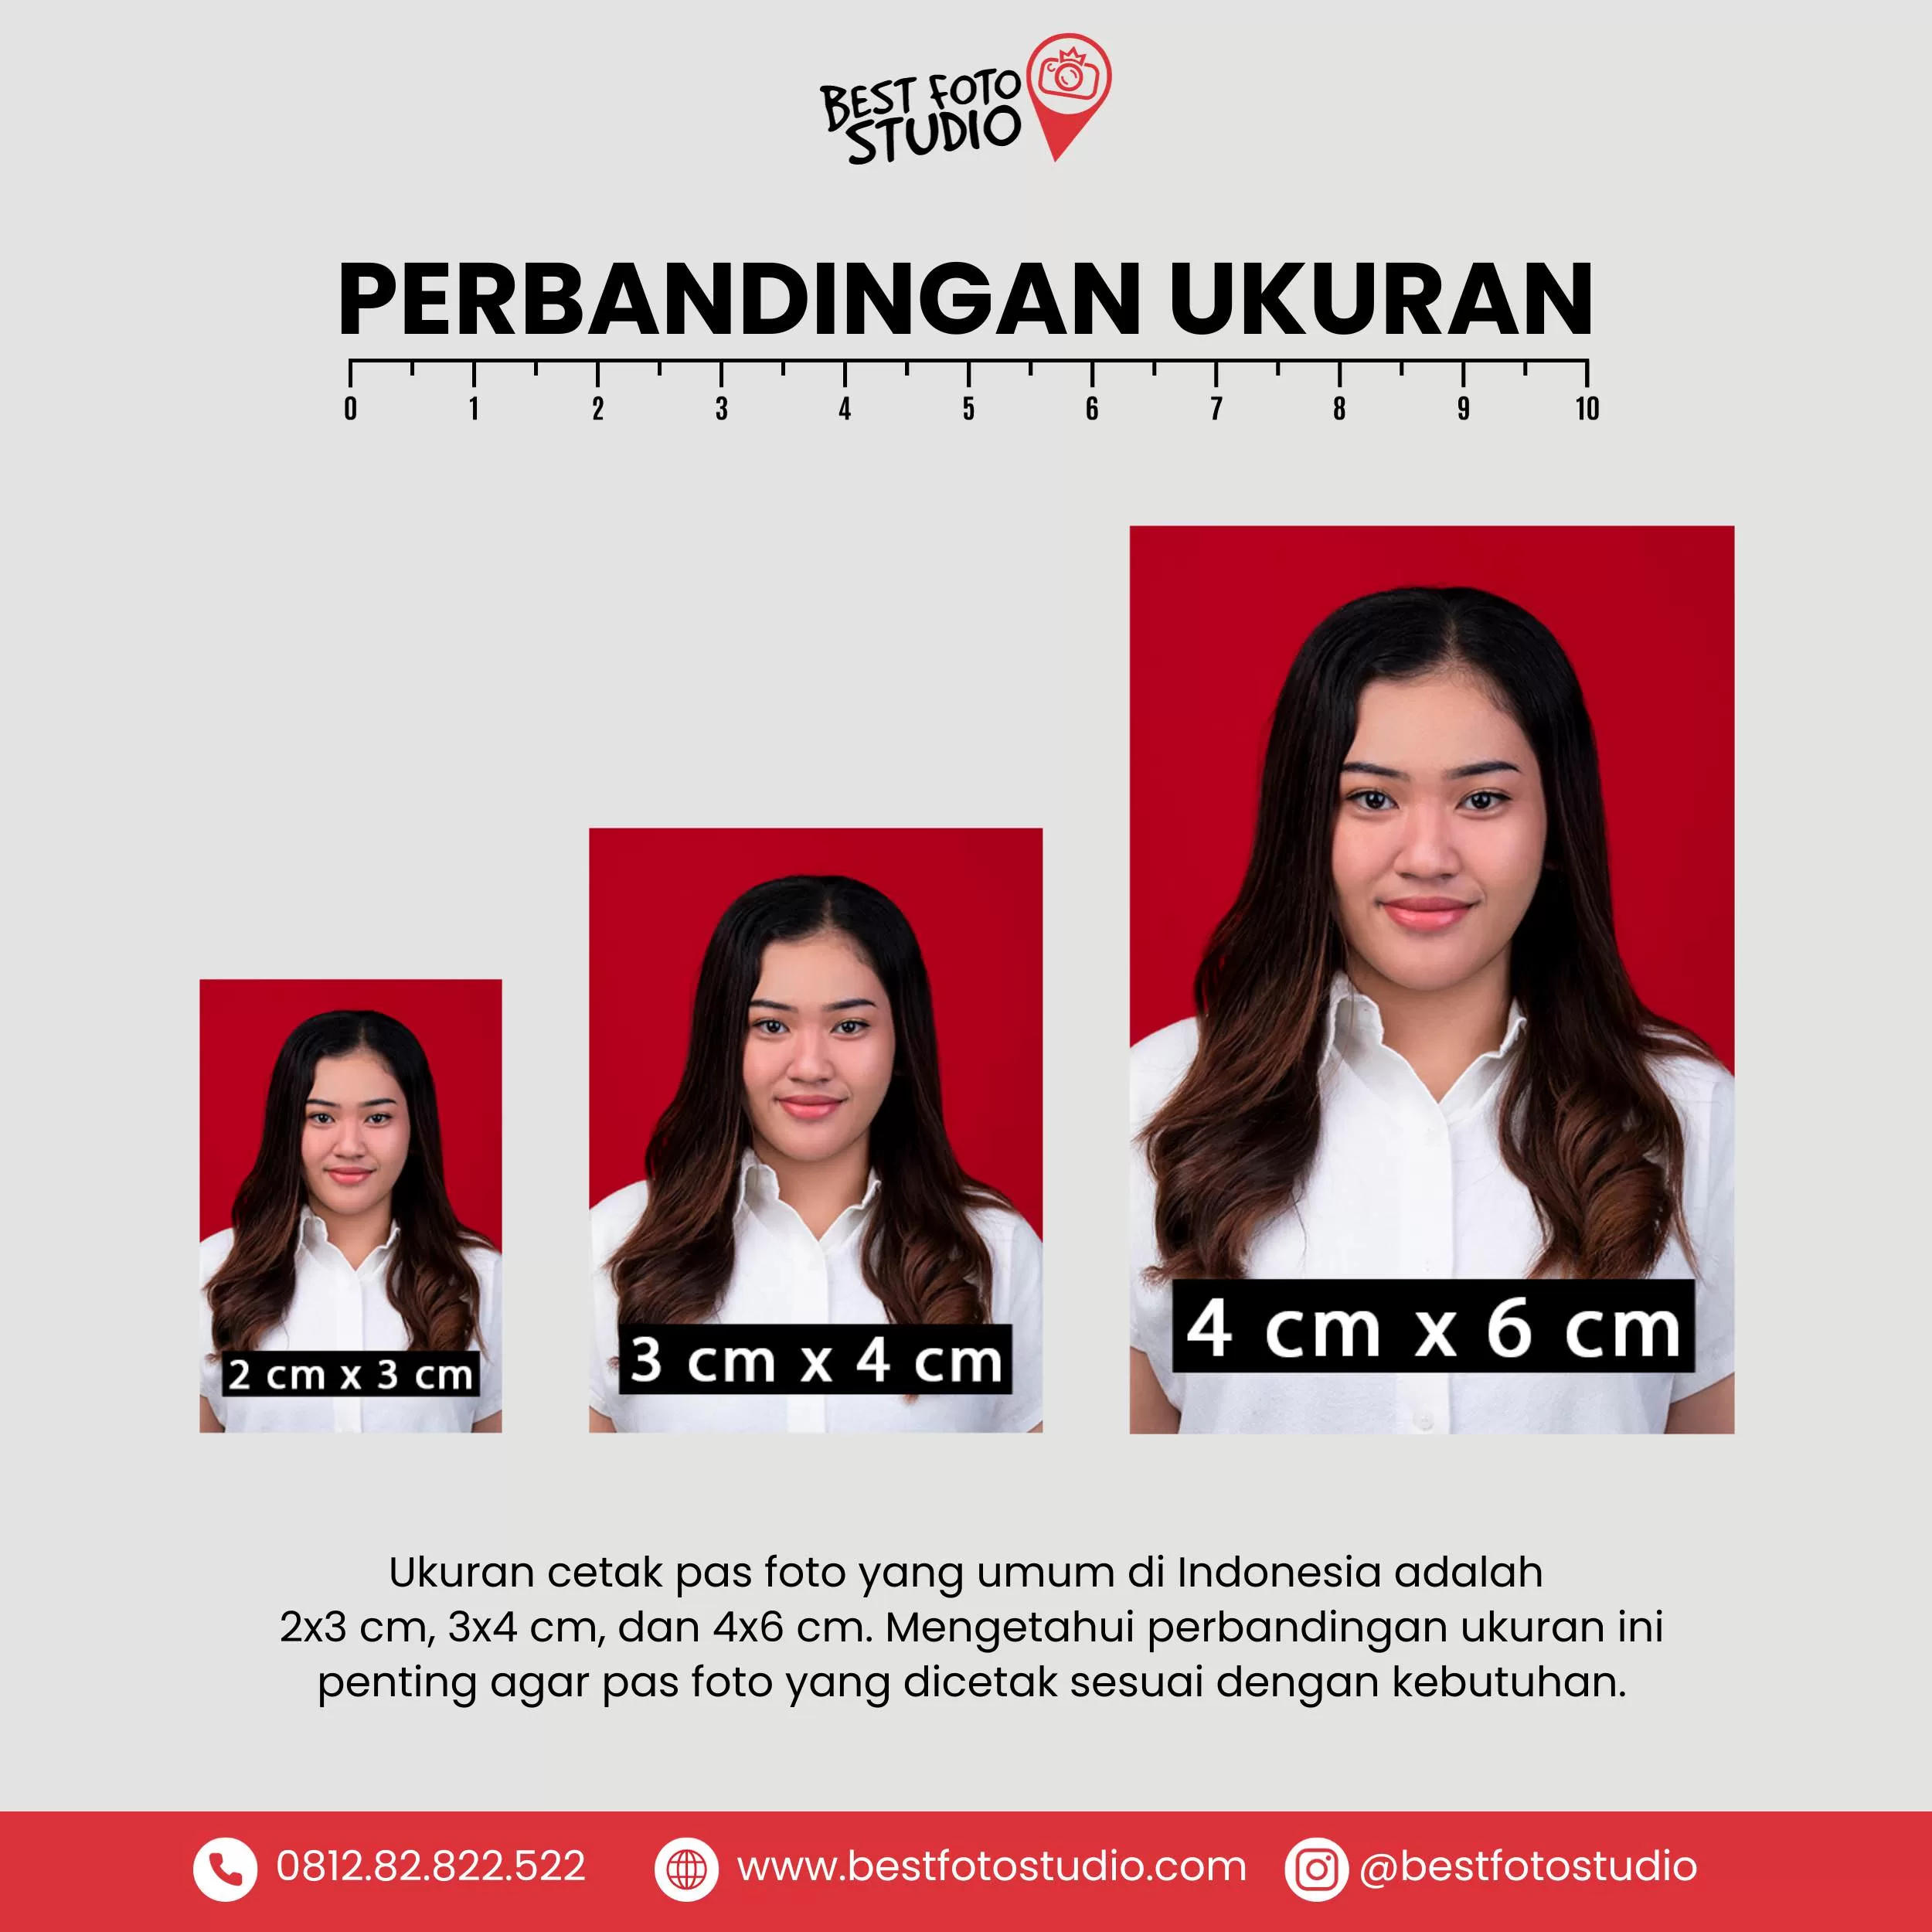 BEST FOTO
STUDIO
PERBANDINGAN UKURAN
0 1 2 3 4 5 6 7 8 9 10
2 cm x 3 cm
3 cm x 4 cm
4 cm x 6 cm
Ukuran cetak pas foto yang umum di Indonesia adalah
2x3 cm, 3x4 cm, dan 4x6 cm. Mengetahui perbandingan ukuran ini
penting agar pas foto yang dicetak sesuai dengan kebutuhan.
0812.82.822.522 www.bestfotostudio.com @bestfotostudio